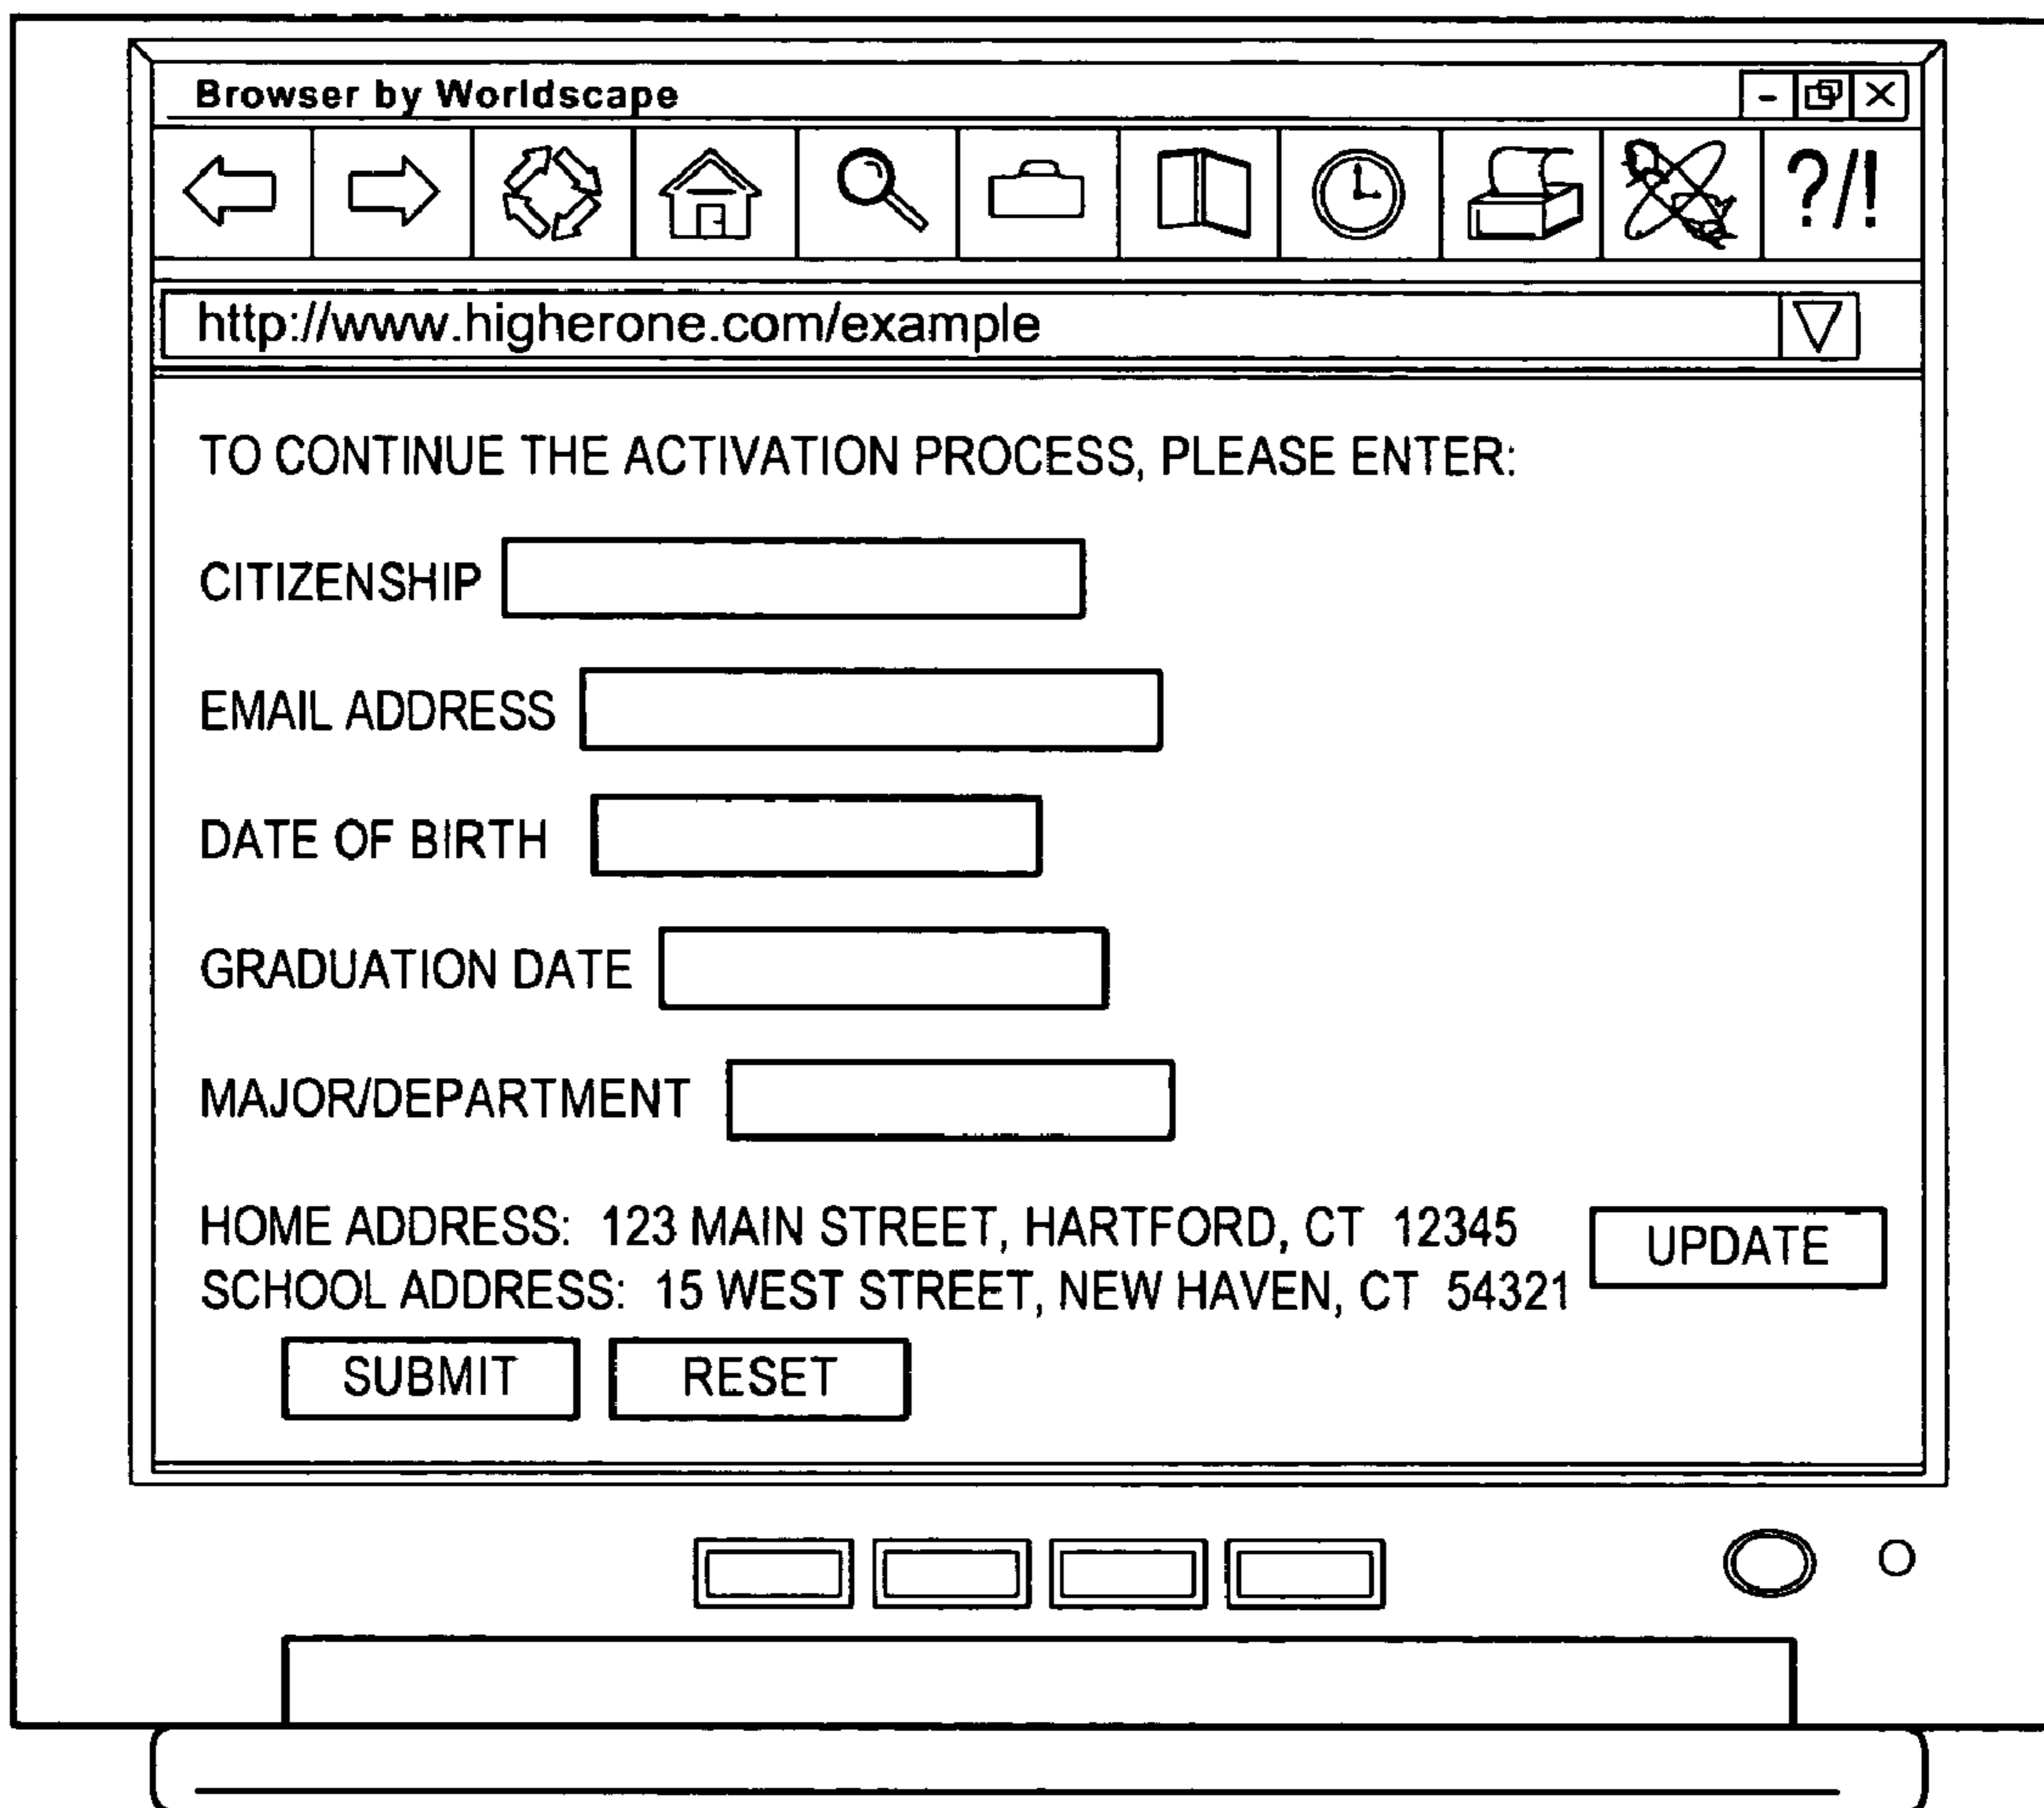 Browser by Worldscape
?/!
http://www.higherone.com/example
TO CONTINUE THE ACTIVATION PROCESS, PLEASE ENTER:
CITIZENSHIP
EMAIL ADDRESS
DATE OF BIRTH
GRADUATION DATE
MAJOR/DEPARTMENT
HOME ADDRESS: 123 MAIN STREET, HARTFORD, CT 12345
UPDATE
SCHOOL ADDRESS: 15 WEST STREET, NEW HAVEN, CT 54321
SUBMIT RESET